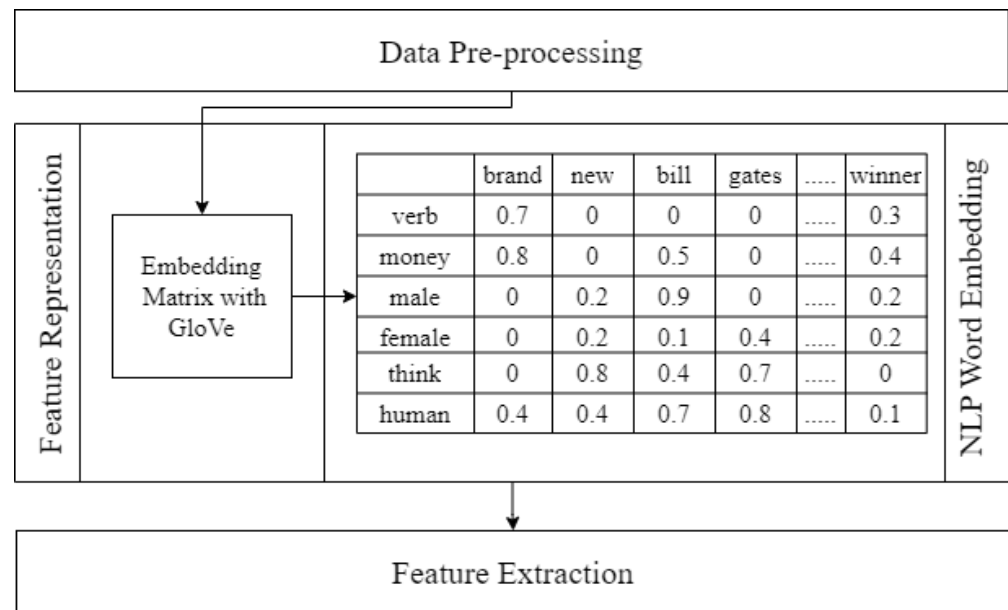 Data Pre-processing
Feature Representation
Embedding
Matrix with
GloVe
brand new bill gates ..... winner
verb 0.7 0 0 0 ..... 0.3
money 0.8 0 0.5 0 ..... 0.4
male 0 0.2 0.9 0 ..... 0.2
female 0 0.2 0.1 0.4 ..... 0.2
think 0 0.8 0.4 0.7 ..... 0
human 0.4 0.4 0.7 0.8 ..... 0.1
NLP Word Embedding
Feature Extraction